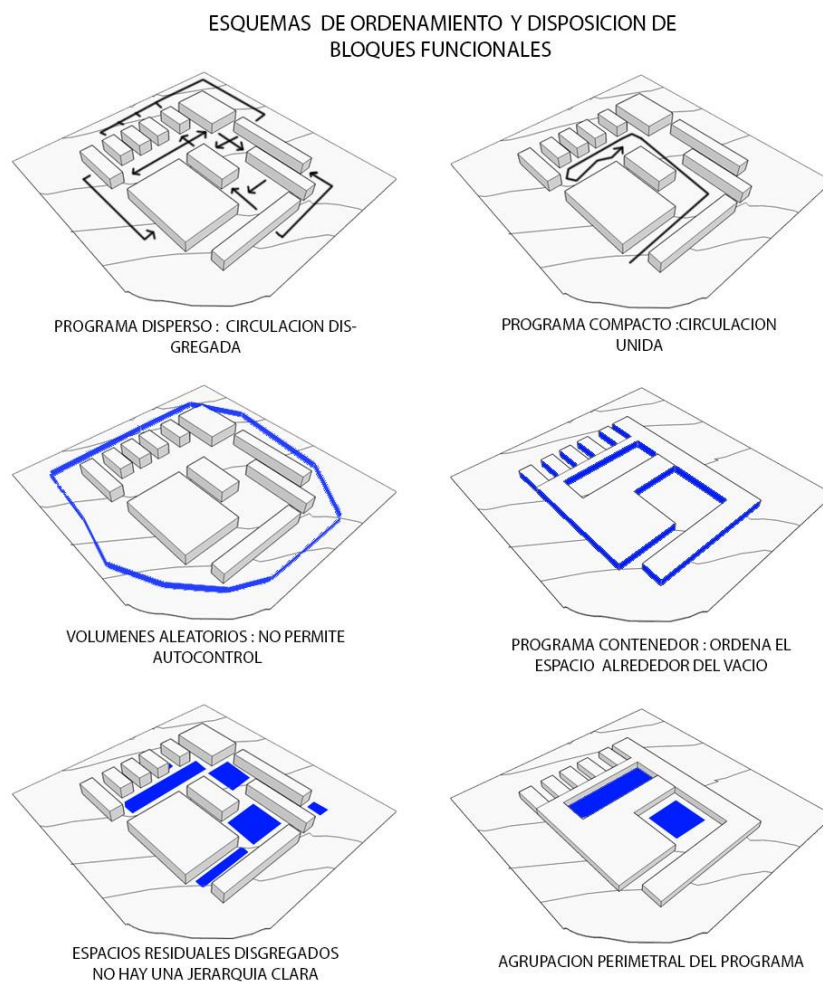 ESQUEMAS DE ORDENAMIENTO Y DISPOSICION DE
BLOQUES FUNCIONALES
PROGRAMA DISPERSO : CIRCULACION DIS-
GREGADA
PROGRAMA COMPACTO :CIRCULACION
UNIDA
VOLUMENES ALEATORIOS : NO PERMITE
AUTOCONTROL
PROGRAMA CONTENEDOR : ORDENA EL
ESPACIO ALREDEDOR DEL VACIO
ESPACIOS RESIDUALES DISGREGADOS
NO HAY UNA JERARQUIA CLARA
AGRUPACION PERIMETRAL DEL PROGRAMA